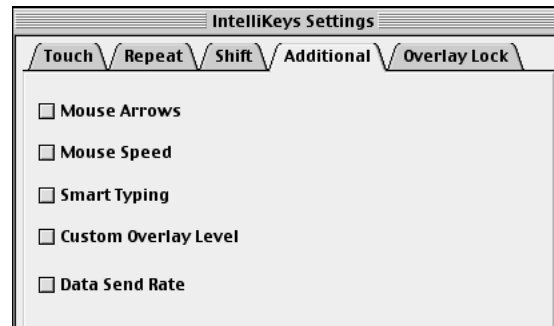 IntelliKeys Settings
Touch Repeat Shift Additional Overlay Lock
Mouse Arrows
Mouse Speed
Smart Typing
Custom Overlay Level
Data Send Rate